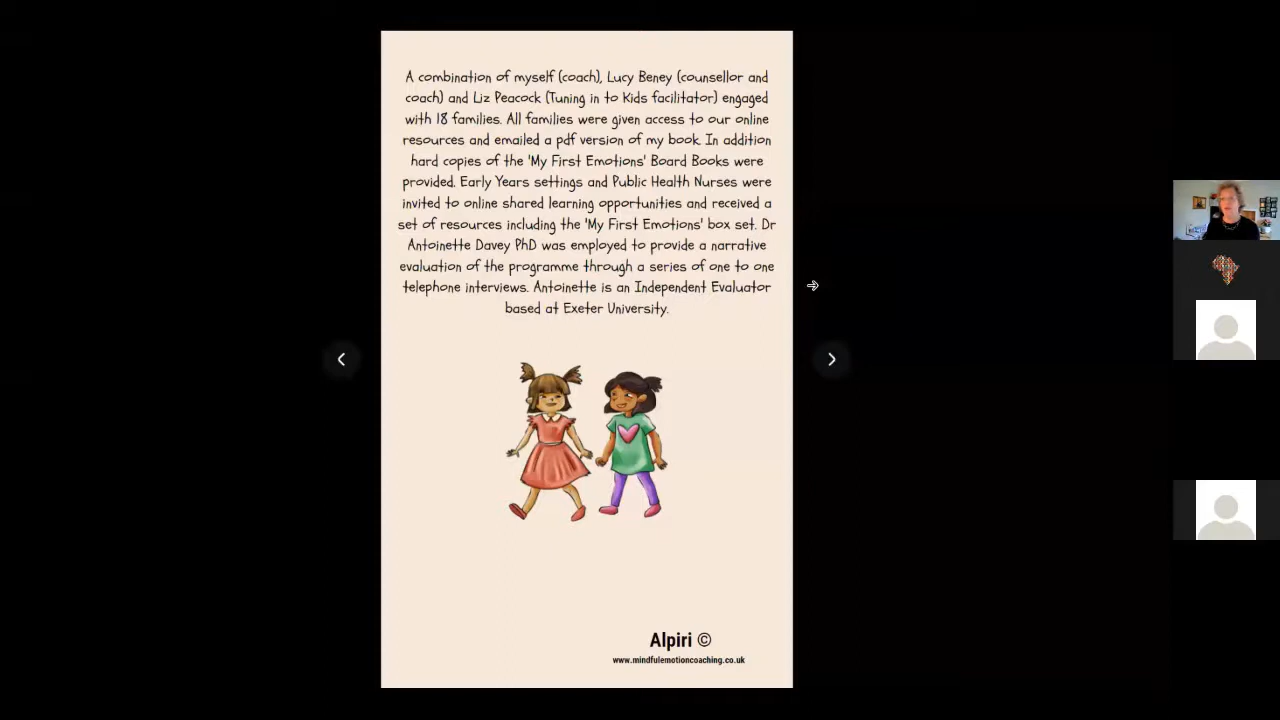 A combination of myself (coach), Lucy Beney (counsellor and
coach) and Liz Peacock (Tuning in to Kids facilitator) engaged
with 18 families. All families were given access to our online
resources and emailed a pdf version of my book. In addition
hard copies of the 'My First Emotions' Board Books were
provided. Early Years settings and Public Health Nurses were
invited to online shared learning opportunities and received a
set of resources including the 'My First Emotions' box set. Dr
Antoinette Davey PhD was employed to provide a narrative
evaluation of the programme through a series of one to one
telephone interviews. Antoinette is an Independent Evaluator
based at Exeter University.
Alpiri ©
www.mindfulemotioncoaching.co.uk